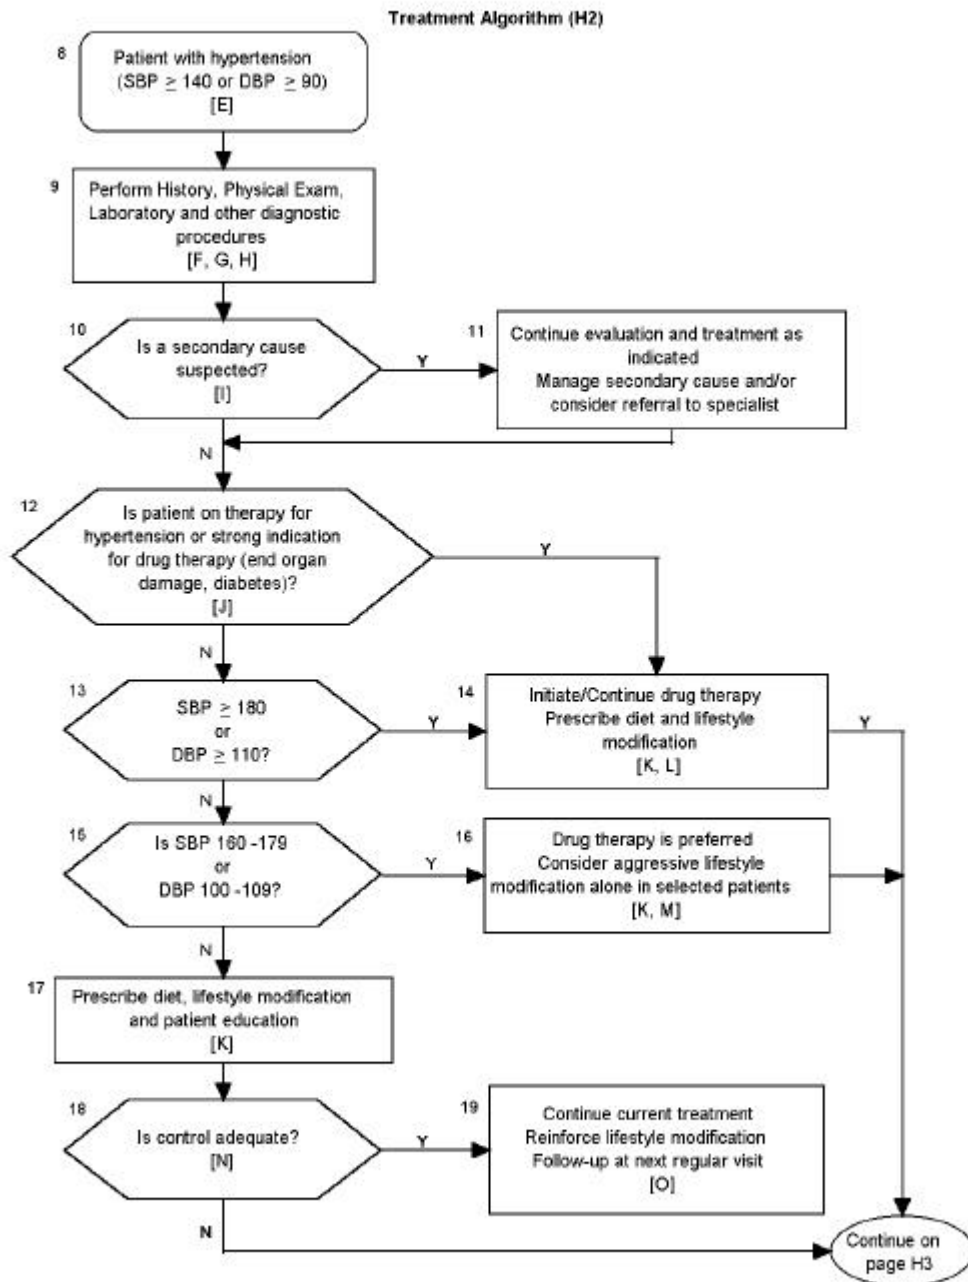 Treatment Algorithm (H2)
8
Patient with hypertension
(SBP ≥ 140 or DBP ≥ 90)
[E]
9
Perform History, Physical Exam,
Laboratory and other diagnostic
procedures
[F, G, H]
10
Is a secondary cause
suspected?
[I]
Y
11
Continue evaluation and treatment as
indicated
Manage secondary cause and/or
consider referral to specialist
N
12
Is patient on therapy for
hypertension or strong indication
for drug therapy (end organ
damage, diabetes)?
[J]
Y
N
13
SBP ≥ 180
or
DBP ≥ 110?
Y
14
Initiate/Continue drug therapy
Prescribe diet and lifestyle
modification
[K, L]
Y
N
15
Is SBP 160 -179
or
DBP 100 -109?
Y
16
Drug therapy is preferred
Consider aggressive lifestyle
modification alone in selected patients
[K, M]
N
17
Prescribe diet, lifestyle modification
and patient education
[K]
18
Is control adequate?
[N]
Y
19
Continue current treatment
Reinforce lifestyle modification
Follow-up at next regular visit
[O]
N
Continue on
page H3